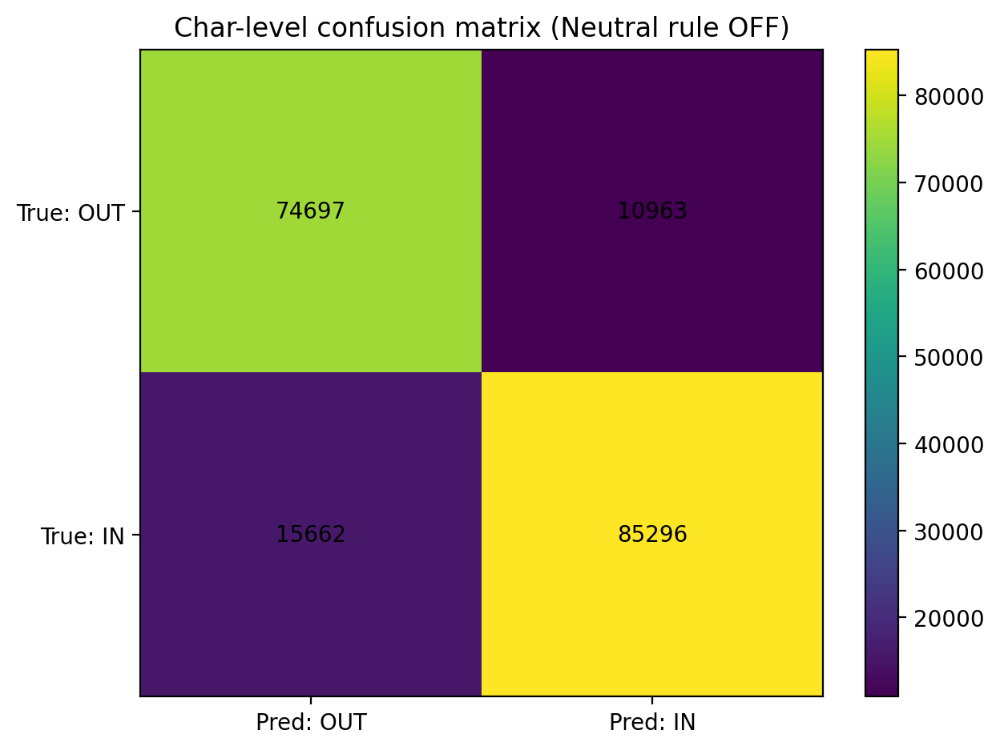 Char-level confusion matrix (Neutral rule OFF)
True: OUT
74697
10963
True: IN
15662
85296
Pred: OUT
Pred: IN
80000
70000
60000
50000
40000
30000
20000